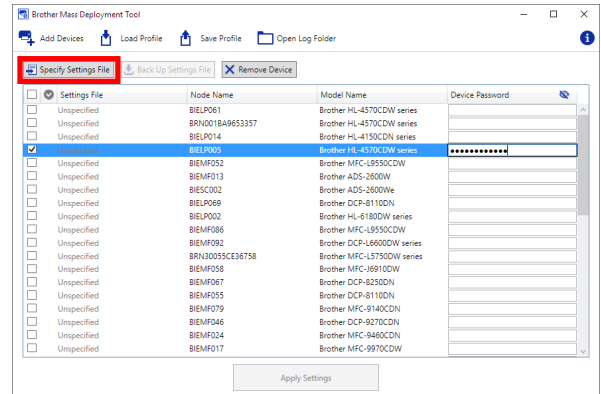 Brother Mass Deployment Tool
Add Devices Load Profile Save Profile Open Log Folder
Specify Settings File Back Up Settings File Remove Device
Settings File Node Name Model Name Device Password
Unspecified BIELP061 Brother HL-4570CDW series
Unspecified BRN001BA9653357 Brother HL-4570CDW series
Unspecified BIELP014 Brother HL-4150CDN series
Unspecified BIELP005 Brother HL-4570CDW series ●●●●●●●●●●●●
Unspecified BIEMF052 Brother MFC-L9550CDW
Unspecified BIEMF013 Brother ADS-2600W
Unspecified BIESC002 Brother ADS-2600We
Unspecified BIELP069 Brother DCP-8110DN
Unspecified BIELP002 Brother HL-6180DW series
Unspecified BIEMF086 Brother MFC-L9550CDW
Unspecified BIEMF092 Brother DCP-L6600DW series
Unspecified BRN30055CE36758 Brother MFC-L5750DW series
Unspecified BIEMF058 Brother MFC-J6910DW
Unspecified BIEMF067 Brother DCP-8250DN
Unspecified BIEMF055 Brother DCP-8110DN
Unspecified BIEMF079 Brother MFC-9140CDN
Unspecified BIEMF046 Brother DCP-9270CDN
Unspecified BIEMF024 Brother MFC-9460CDN
Unspecified BIEMF017 Brother MFC-9970CDW
Apply Settings